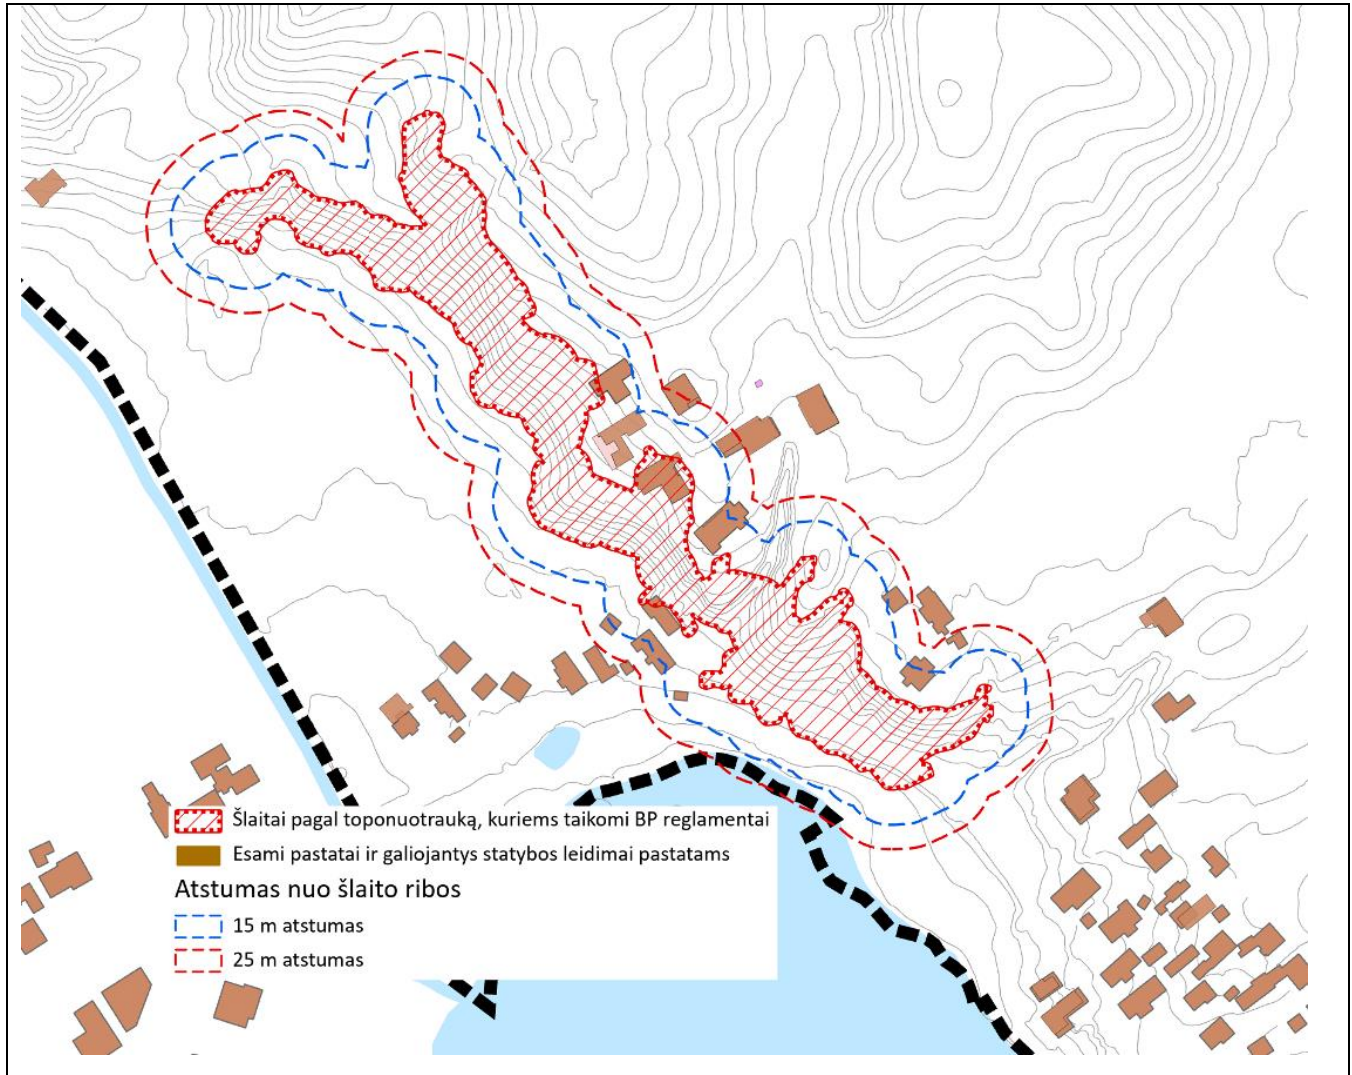 Šlaitai pagal toponuotrauką, kuriems taikomi BP reglamentai
Esami pastatai ir galiojantys statybos leidimai pastatams
Atstumas nuo šlaito ribos
15 m atstumas
25 m atstumas